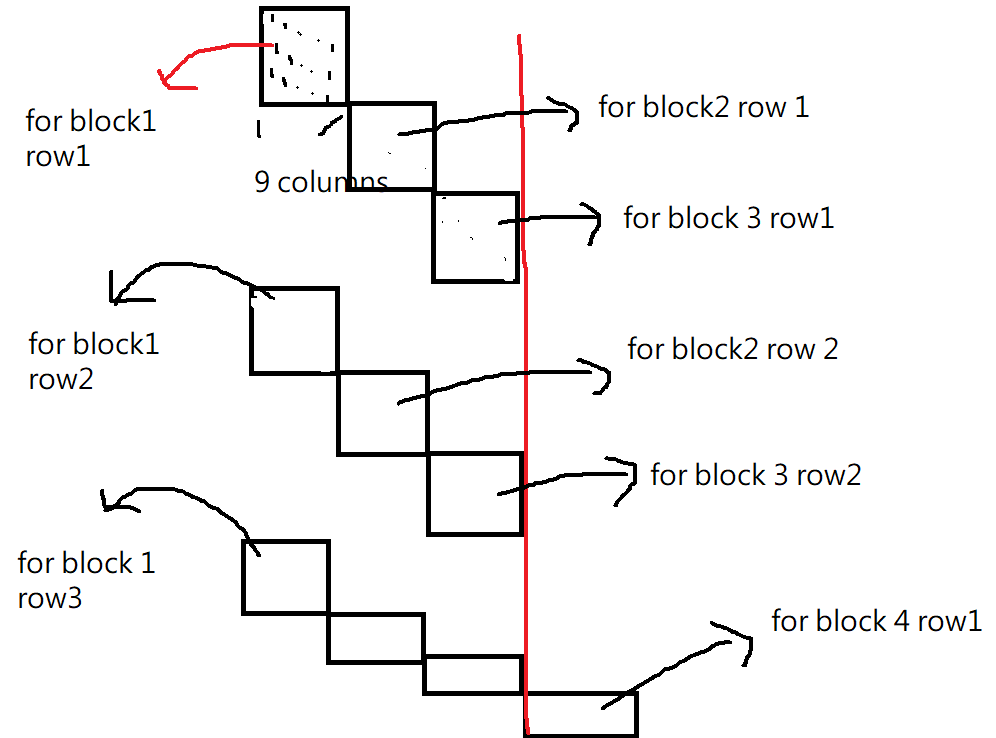 for block1
row1
for block2 row 1
9 columns
for block 3 row1
for block1
row2
for block2 row 2
for block 3 row2
for block 1
row3
for block 4 row1